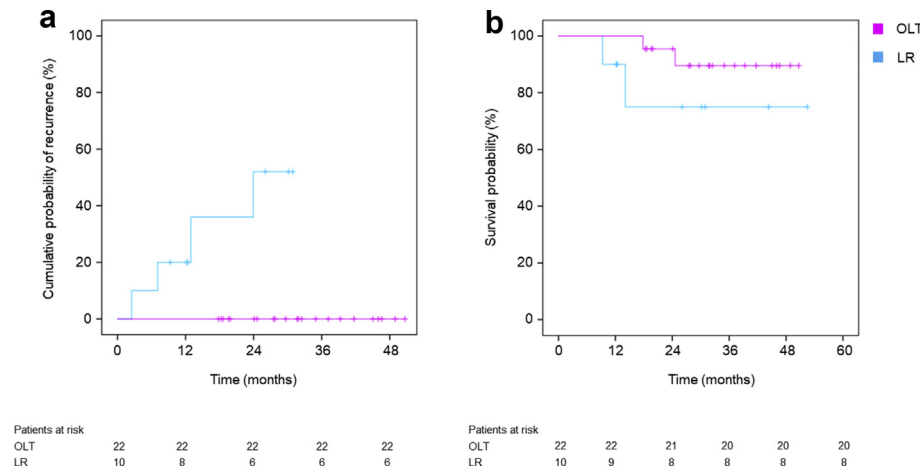 a
Cumulative probability of recurrence (%)
100
80
60
40
20
0
0 12 24 36 48
Time (months)
Patients at risk
OLT 22 22 22 22 22
LR 10 8 6 6 6
b
OLT
LR
Survival probability (%)
100
80
60
40
20
0
0 12 24 36 48 60
Time (months)
Patients at risk
OLT 22 22 21 20 20 20
LR 10 9 8 8 8 8